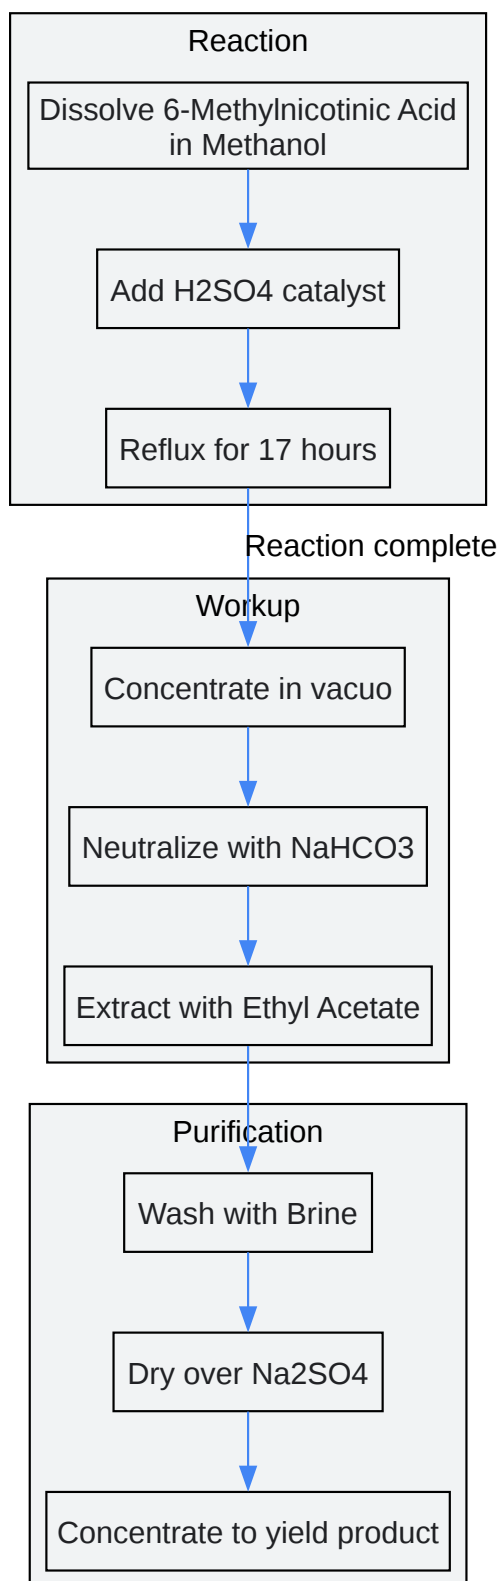 Reaction
Dissolve 6-Methylnicotinic Acid
in Methanol
Add H2SO4 catalyst
Reflux for 17 hours
Reaction complete
Workup
Concentrate in vacuo
Neutralize with NaHCO3
Extract with Ethyl Acetate
Purification
Wash with Brine
Dry over Na2SO4
Concentrate to yield product